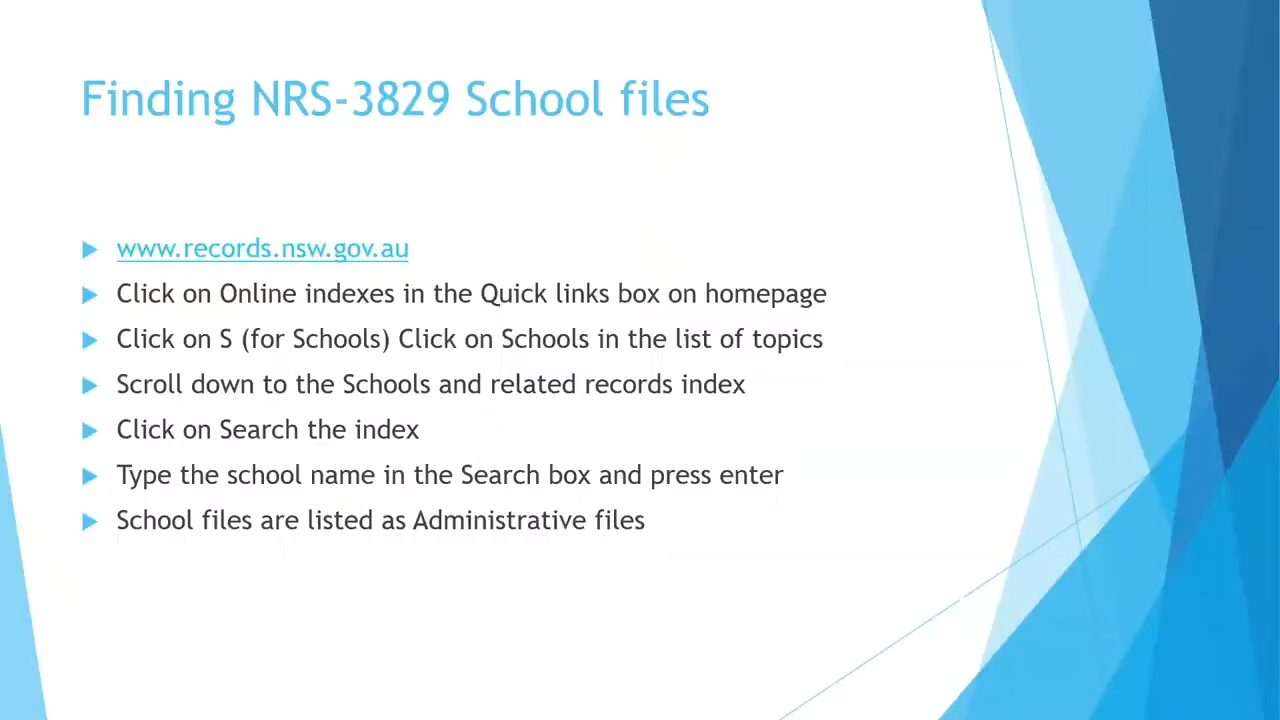 Finding NRS-3829 School files
www.records.nsw.gov.au
Click on Online indexes in the Quick links box on homepage
Click on S (for Schools) Click on Schools in the list of topics
Scroll down to the Schools and related records index
Click on Search the index
Type the school name in the Search box and press enter
School files are listed as Administrative files